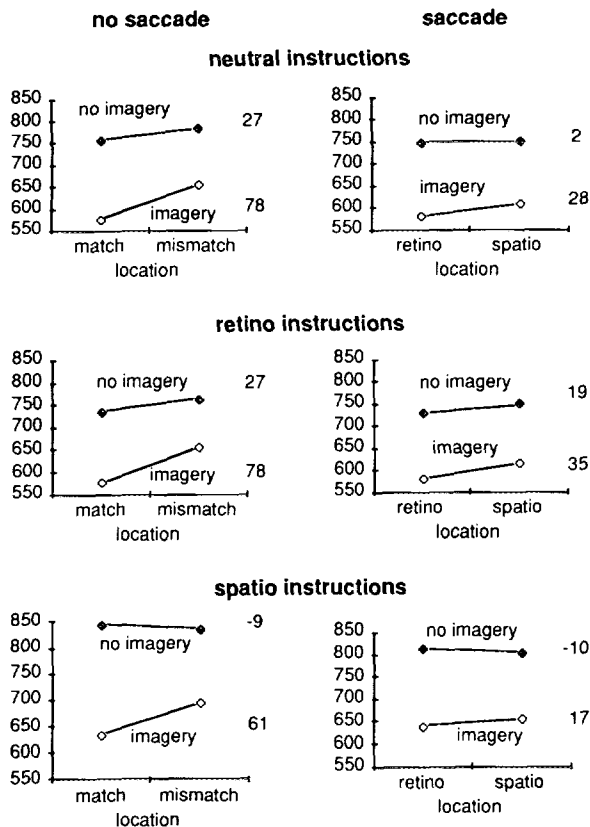 no saccade
saccade
neutral instructions
850
800
750
700
650
600
550
no imagery
27
imagery
78
match
mismatch
location
850
800
750
700
650
600
550
no imagery
2
imagery
28
retino
spatio
location
retino instructions
850
800
750
700
650
600
550
no imagery
27
imagery
78
match
mismatch
location
850
800
750
700
650
600
550
no imagery
19
imagery
35
retino
spatio
location
spatio instructions
850
800
750
700
650
600
550
no imagery
-9
imagery
61
match
mismatch
location
850
800
750
700
650
600
550
no imagery
-10
imagery
17
retino
spatio
location